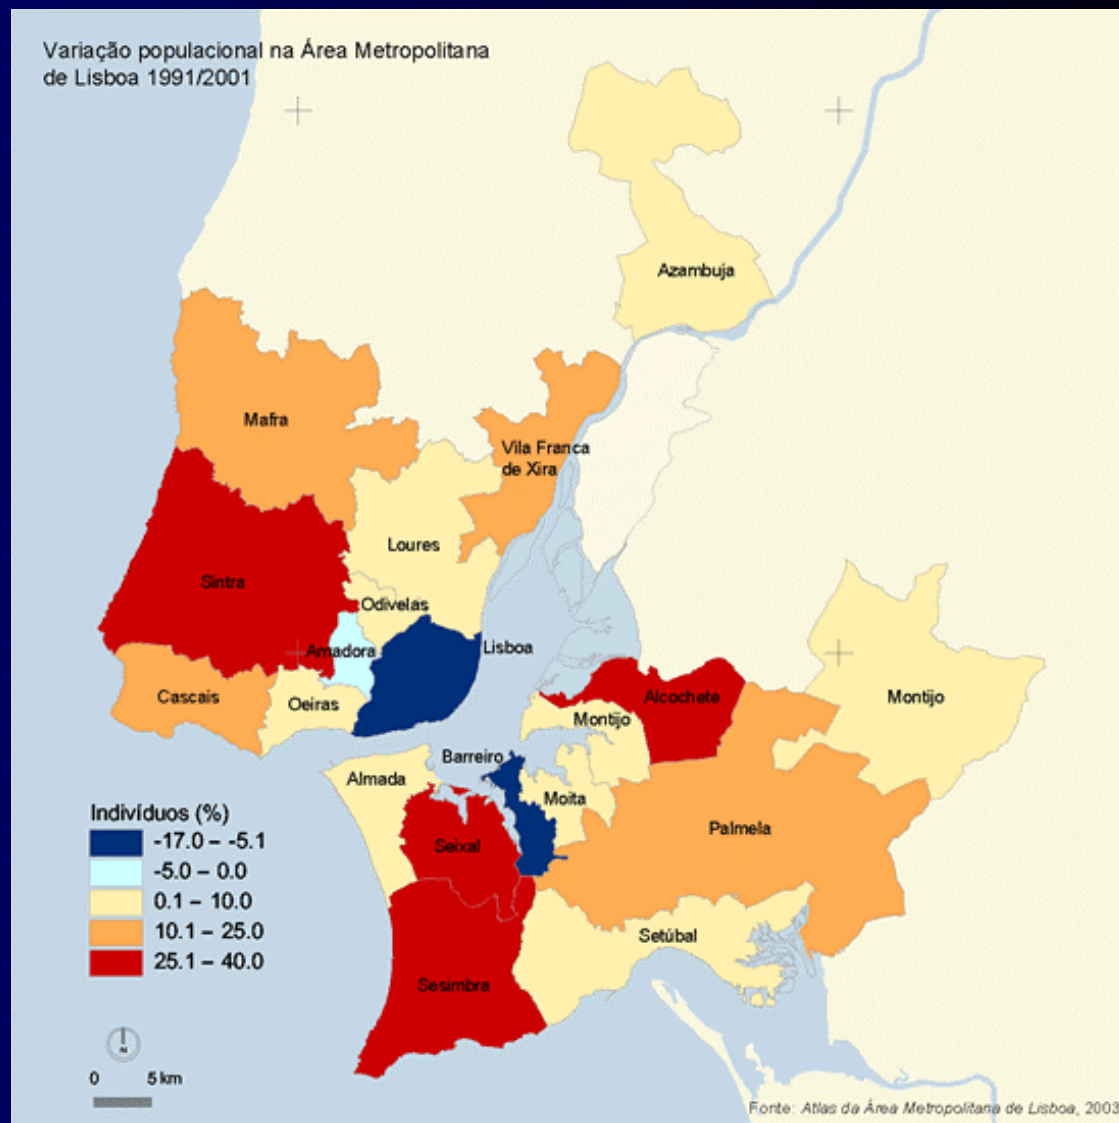 Variação populacional na Área Metropolitana
de Lisboa 1991/2001
Azambuja
Mafra
Vila Franca
de Xira
Loures
Sintra
Odivelas
Amadora
Lisboa
Cascais
Oeiras
Alcochete
Montijo
Montijo
Barreiro
Almada
Moita
Palmela
Seixal
Setúbal
Sesimbra
Indivíduos (%)
-17.0 – -5.1
-5.0 – 0.0
0.1 – 10.0
10.1 – 25.0
25.1 – 40.0
N
0 5 km
Fonte: Atlas da Área Metropolitana de Lisboa, 2003